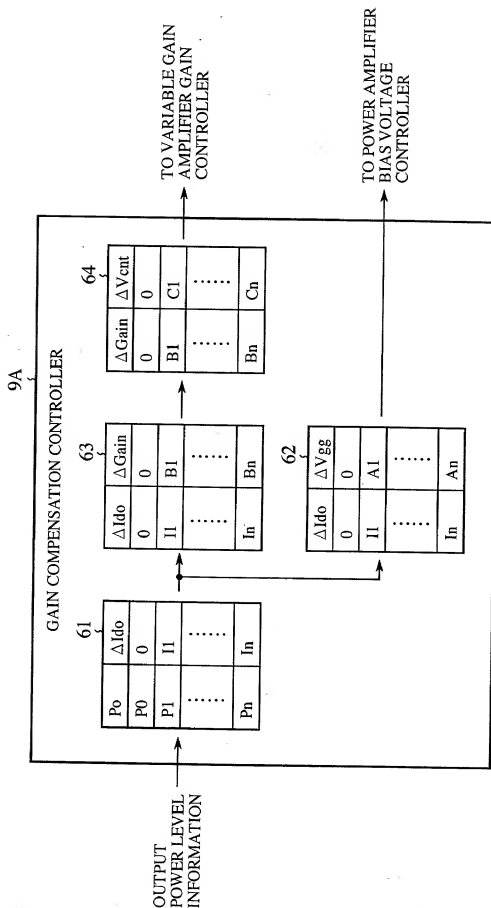 9A
GAIN COMPENSATION CONTROLLER
OUTPUT
POWER LEVEL
INFORMATION
61
Po ΔIdo
P0 0
P1 I1
...... ......
Pn In
63
ΔIdo ΔGain
0 0
I1 B1
...... ......
In Bn
64
ΔGain ΔVcnt
0 0
B1 C1
...... ......
Bn Cn
TO VARIABLE GAIN
AMPLIFIER GAIN
CONTROLLER
62
ΔIdo ΔVgg
0 0
I1 A1
...... ......
In An
TO POWER AMPLIFIER
BIAS VOLTAGE
CONTROLLER